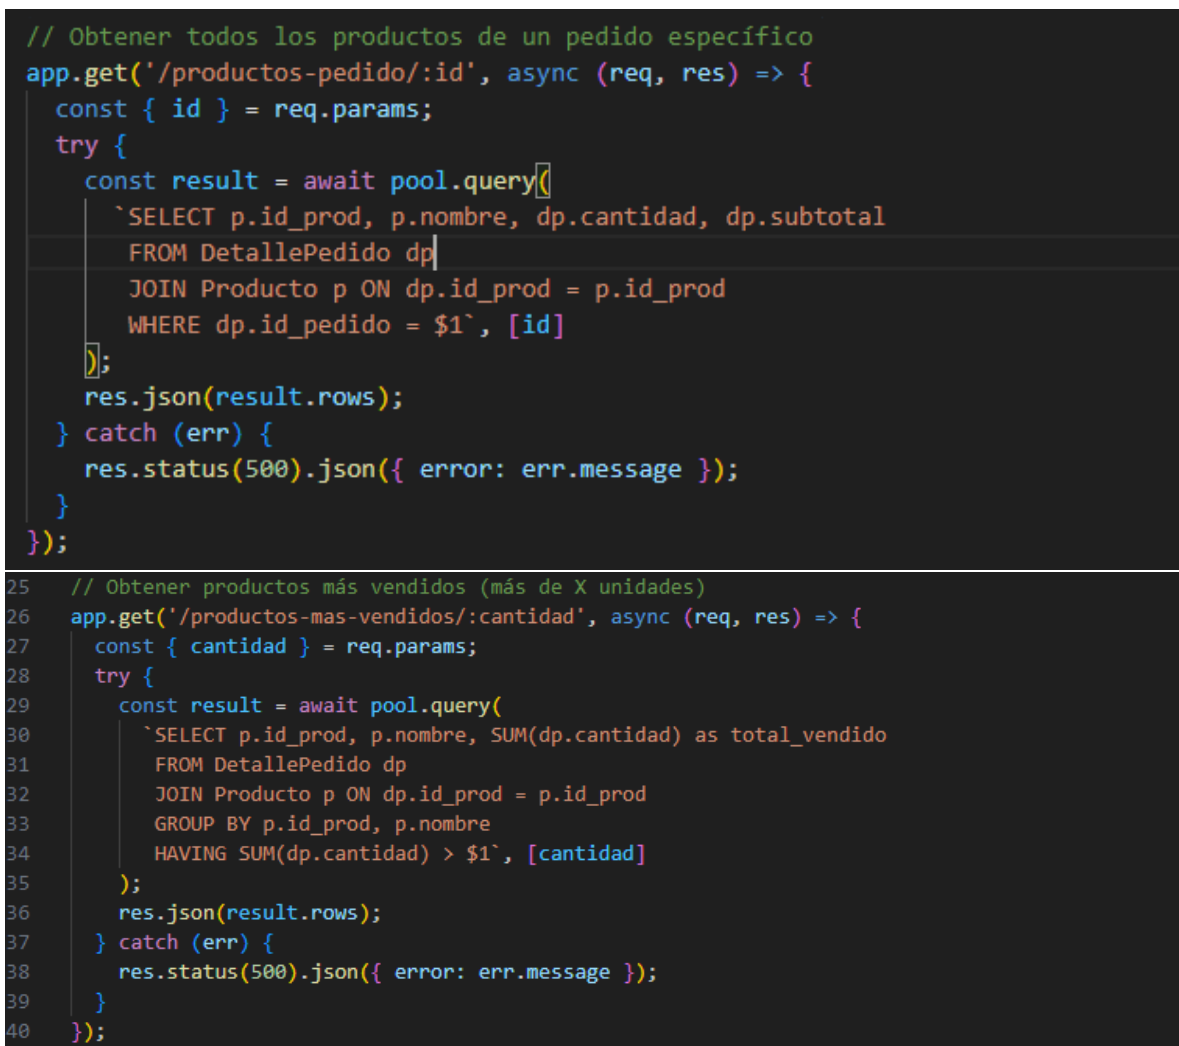 // Obtener todos los productos de un pedido específico
app.get('/productos-pedido/:id', async (req, res) => {
  const { id } = req.params;
  try {
    const result = await pool.query(
      `SELECT p.id_prod, p.nombre, dp.cantidad, dp.subtotal
       FROM DetallePedido dp
       JOIN Producto p ON dp.id_prod = p.id_prod
       WHERE dp.id_pedido = $1`, [id]
    );
    res.json(result.rows);
  } catch (err) {
    res.status(500).json({ error: err.message });
  }
});
25 // Obtener productos más vendidos (más de X unidades)
26 app.get('/productos-mas-vendidos/:cantidad', async (req, res) => {
27   const { cantidad } = req.params;
28   try {
29     const result = await pool.query(
30       `SELECT p.id_prod, p.nombre, SUM(dp.cantidad) as total_vendido
31        FROM DetallePedido dp
32        JOIN Producto p ON dp.id_prod = p.id_prod
33        GROUP BY p.id_prod, p.nombre
34        HAVING SUM(dp.cantidad) > $1`, [cantidad]
35     );
36     res.json(result.rows);
37   } catch (err) {
38     res.status(500).json({ error: err.message });
39   }
40 });